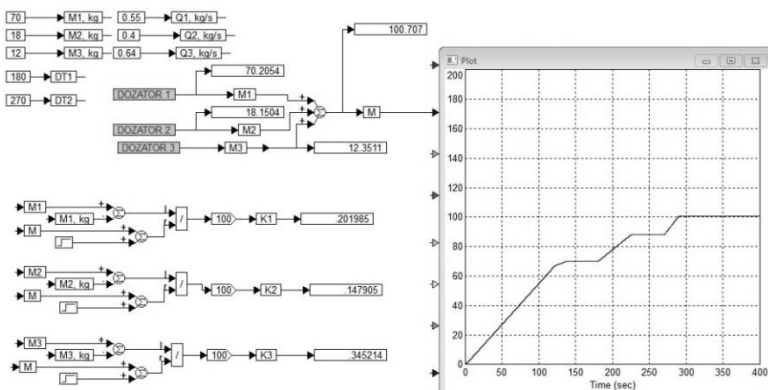 70 M1, kg 0.55 Q1, kg/s
18 M2, kg 0.4 Q2, kg/s
12 M3, kg 0.64 Q3, kg/s
180 DT1
270 DT2
100.707
70.2054
DOZATOR 1 M1
18.1504
DOZATOR 2 M2
M
DOZATOR 3 M3 12.3511
M1
M1, kg
M
/ 100 K1 .201985
M2
M2, kg
M
/ 100 K2 .147905
M3
M3, kg
M
/ 100 K3 .345214
Plot
200
180
160
140
120
100
80
60
40
20
0
0 50 100 150 200 250 300 350 400
Time (sec)